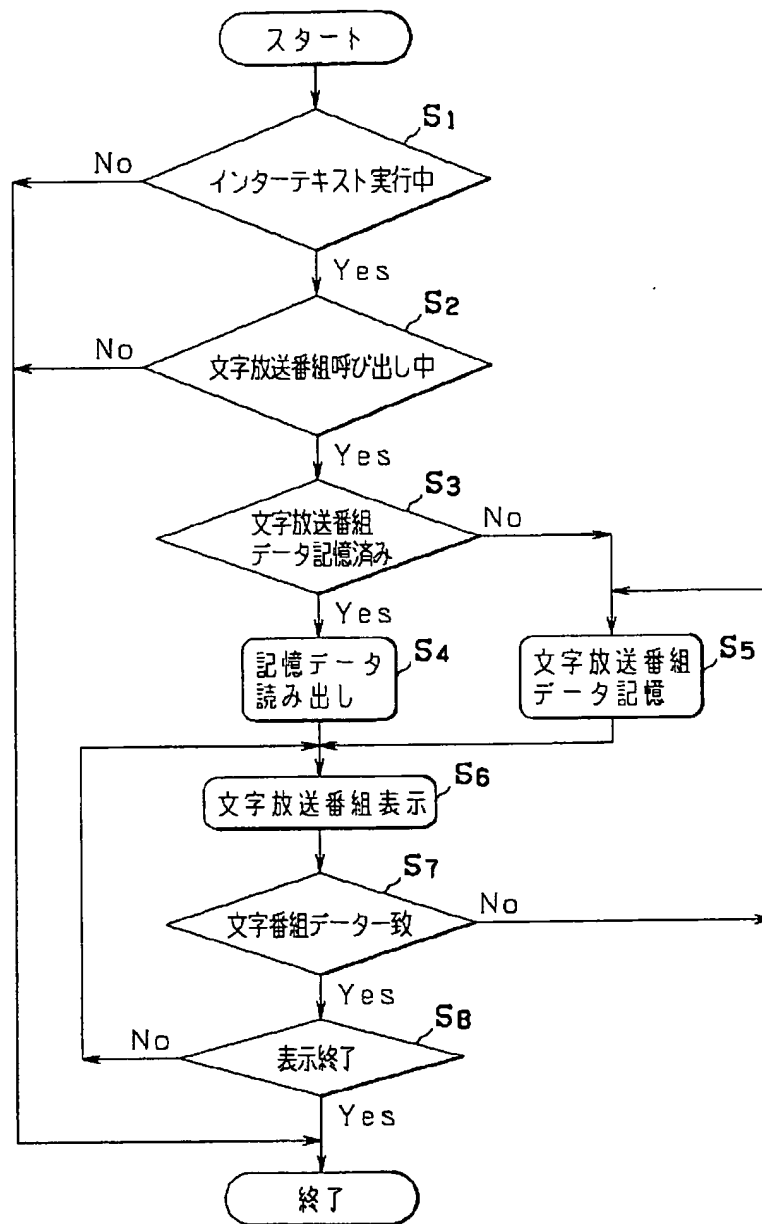 スタート
S1
No
インターテキスト実行中
Yes
S2
No
文字放送番組呼び出し中
Yes
S3
No
文字放送番組
データ記憶済み
Yes
S4
記憶データ
読み出し
S5
文字放送番組
データ記憶
S6
文字放送番組表示
S7
No
文字番組データ一致
Yes
S8
No
表示終了
Yes
終了